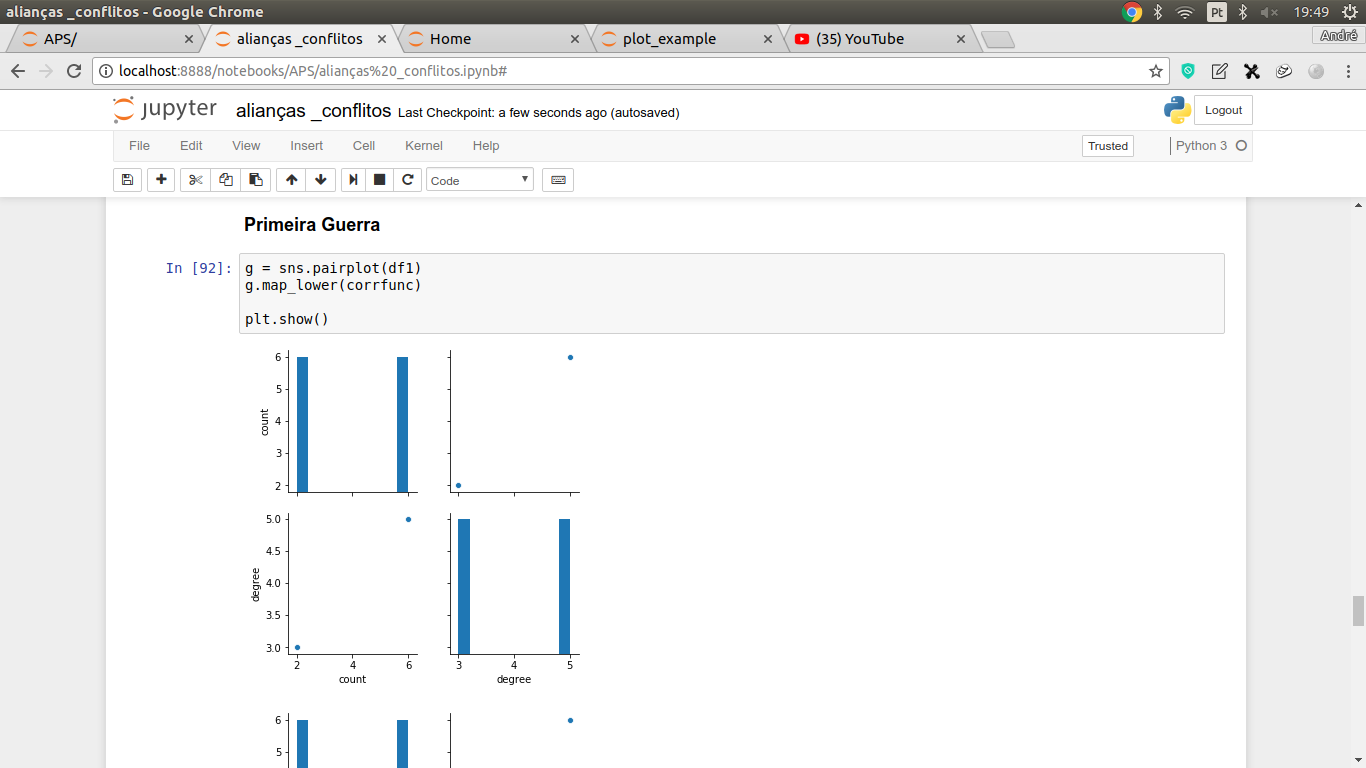 alianças _conflitos - Google Chrome
Pt
19:49
APS/
alianças _conflitos
Home
plot_example
(35) YouTube
André
localhost:8888/notebooks/APS/alianças%20_conflitos.ipynb#
jupyter
alianças _conflitos
Last Checkpoint: a few seconds ago (autosaved)
Logout
File
Edit
View
Insert
Cell
Kernel
Help
Trusted
Python 3
Code
Primeira Guerra
In [92]:
g = sns.pairplot(df1)
g.map_lower(corrfunc)
plt.show()
6
5
4
3
2
count
5.0
4.5
4.0
3.5
3.0
degree
2 4 6
count
3 4 5
degree
6
5